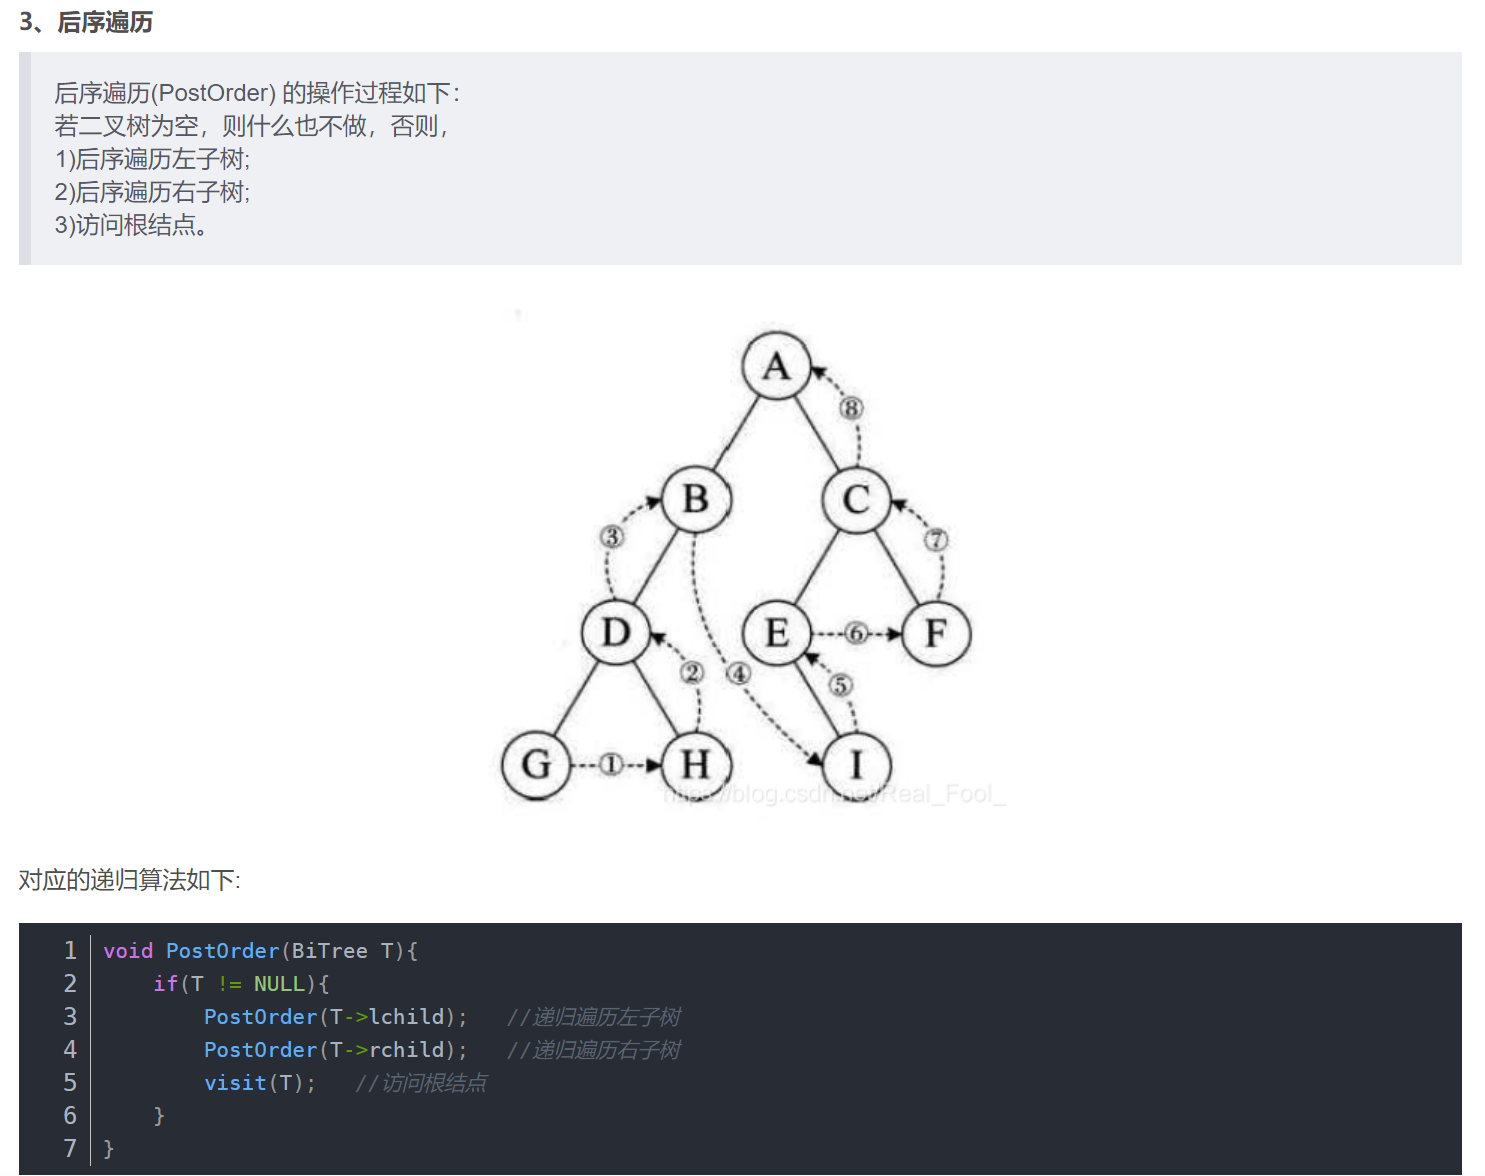 3、后序遍历
后序遍历(PostOrder) 的操作过程如下：
若二叉树为空，则什么也不做，否则，
1)后序遍历左子树;
2)后序遍历右子树;
3)访问根结点。
A
⑧
B
C
③
⑦
D
E
⑥
F
②
④
⑤
G
①
H
I
https://blog.csdn.net/Real_Fool_
对应的递归算法如下:
1 void PostOrder(BiTree T){
2 if(T != NULL){
3 PostOrder(T->lchild); //递归遍历左子树
4 PostOrder(T->rchild); //递归遍历右子树
5 visit(T); //访问根结点
6 }
7 }